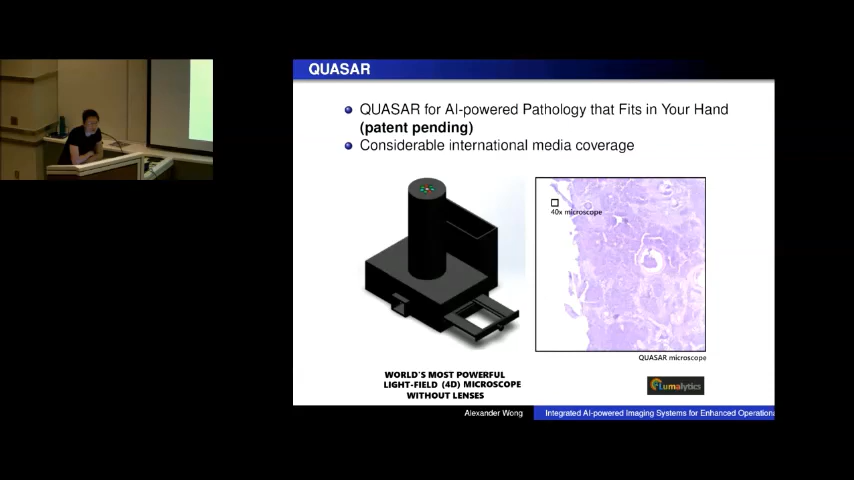 QUASAR
QUASAR for AI-powered Pathology that Fits in Your Hand
(patent pending)
Considerable international media coverage
40x microscope
QUASAR microscope
WORLD'S MOST POWERFUL
LIGHT-FIELD (4D) MICROSCOPE
WITHOUT LENSES
Lumalytics
Alexander Wong
Integrated AI-powered Imaging Systems for Enhanced Operationa